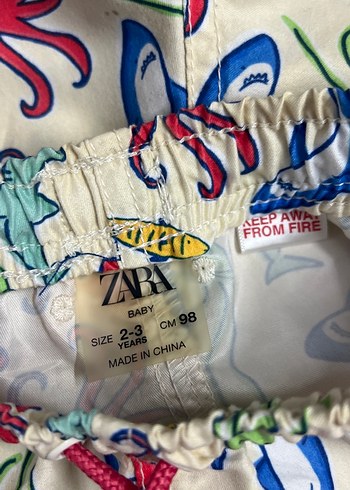 KEEP AWAY
FROM FIRE
ZARA
BABY
SIZE 2-3 YEARS CM 98
MADE IN CHINA